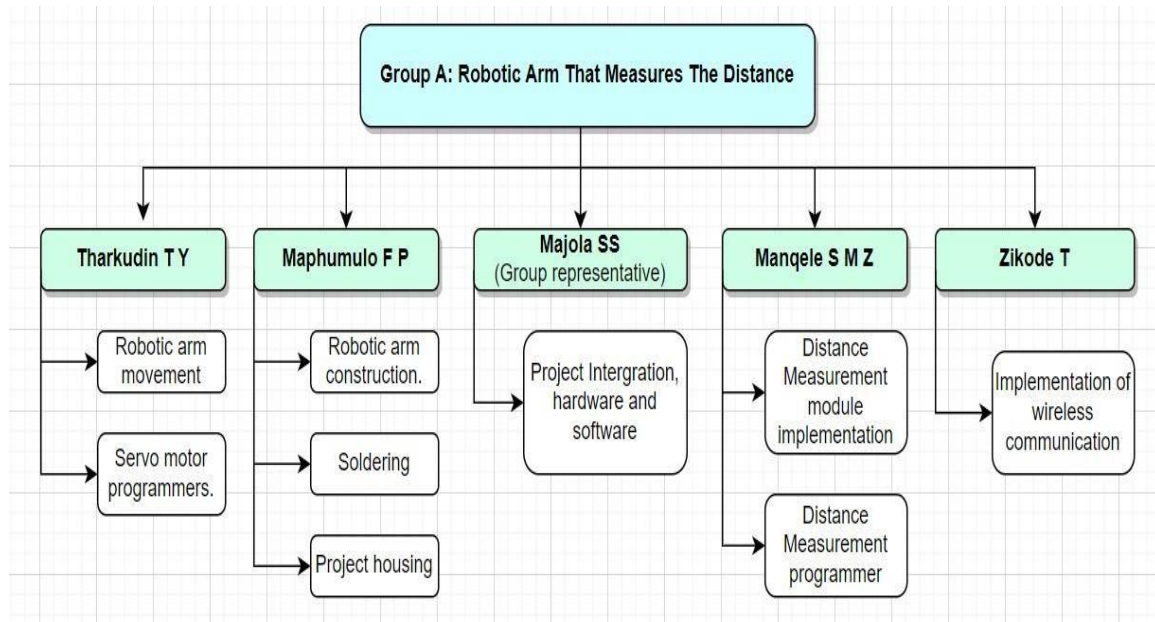 Group A: Robotic Arm That Measures The Distance
Tharkudin T Y
Maphumulo F P
Majola SS
(Group representative)
Manqele S M Z
Zikode T
Robotic arm
movement
Servo motor
programmers.
Robotic arm
construction.
Soldering
Project housing
Project Intergration,
hardware and
software
Distance
Measurement
module
implementation
Distance
Measurement
programmer
Implementation of
wireless
communication